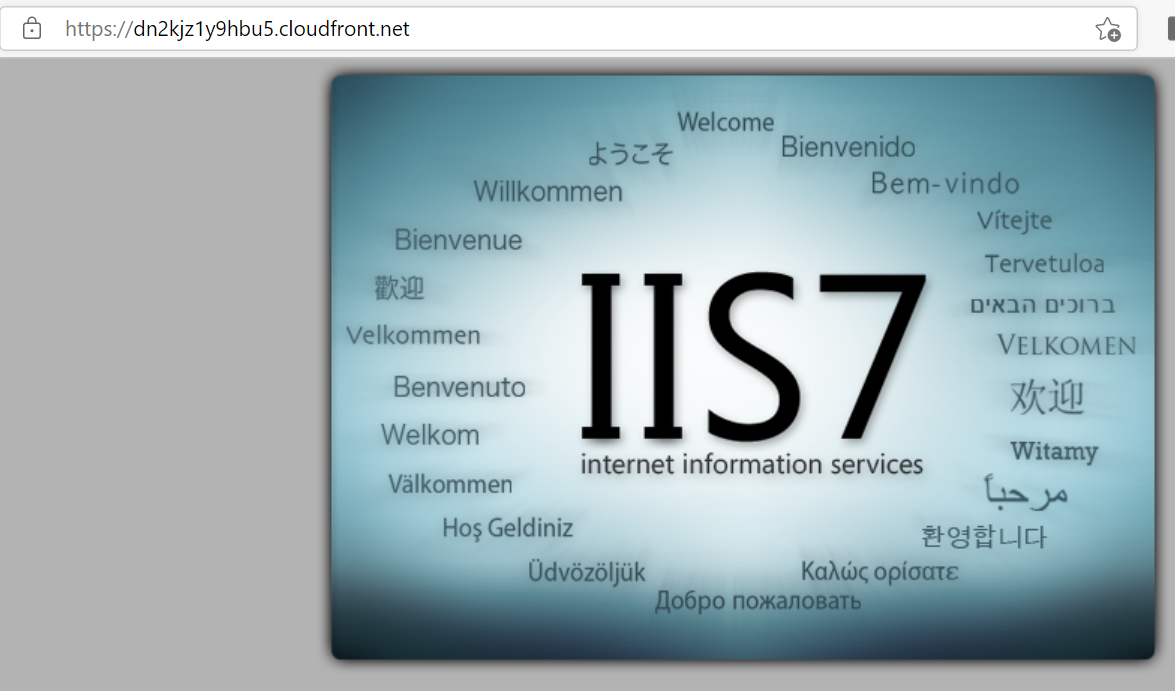 https://dn2kjz1y9hbu5.cloudfront.net
Welcome
ようこそ
Bienvenido
Willkommen
Bem-vindo
Vítejte
Bienvenue
Tervetuloa
歡迎
ברוכים הבאים
Velkommen
VELKOMEN
IIS7
internet information services
Benvenuto
欢迎
Welkom
Witamy
Välkommen
مرحباً
Hoş Geldiniz
환영합니다
Üdvözöljük
Καλώς ορίσατε
Добро пожаловать